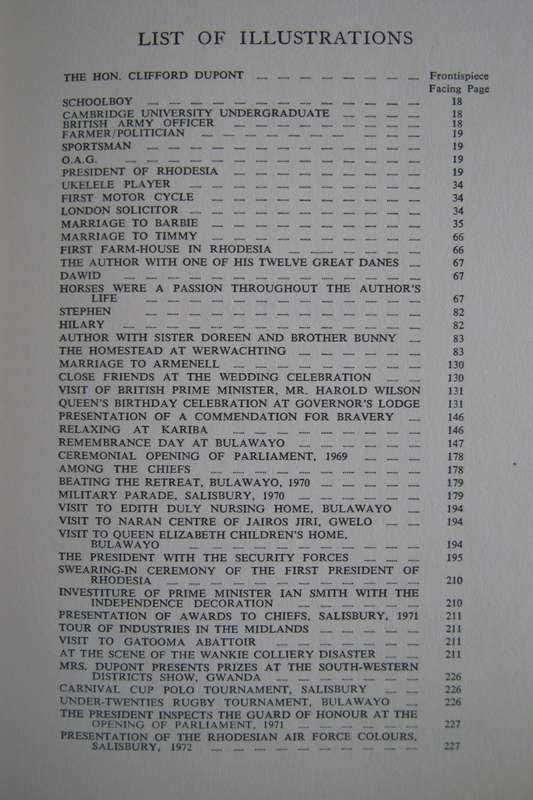 LIST OF ILLUSTRATIONS
THE HON. CLIFFORD DUPONT Frontispiece
Facing Page
SCHOOLBOY 18
CAMBRIDGE UNIVERSITY UNDERGRADUATE 18
BRITISH ARMY OFFICER 18
FARMER/POLITICIAN 19
SPORTSMAN 19
O.A.G. 19
PRESIDENT OF RHODESIA 19
UKELELE PLAYER 34
FIRST MOTOR CYCLE 34
LONDON SOLICITOR 34
MARRIAGE TO BARBIE 35
MARRIAGE TO TIMMY 66
FIRST FARM-HOUSE IN RHODESIA 66
THE AUTHOR WITH ONE OF HIS TWELVE GREAT DANES 67
DAWID 67
HORSES WERE A PASSION THROUGHOUT THE AUTHOR'S
LIFE 67
STEPHEN 82
HILARY 82
AUTHOR WITH SISTER DOREEN AND BROTHER BUNNY 83
THE HOMESTEAD AT WERWACHTING 83
MARRIAGE TO ARMENELL 130
CLOSE FRIENDS AT THE WEDDING CELEBRATION 130
VISIT OF BRITISH PRIME MINISTER, MR. HAROLD WILSON 131
QUEEN'S BIRTHDAY CELEBRATION AT GOVERNOR'S LODGE 131
PRESENTATION OF A COMMENDATION FOR BRAVERY 146
RELAXING AT KARIBA 146
REMEMBRANCE DAY AT BULAWAYO 147
CEREMONIAL OPENING OF PARLIAMENT, 1969 178
AMONG THE CHIEFS 178
BEATING THE RETREAT, BULAWAYO, 1970 179
MILITARY PARADE, SALISBURY, 1970 179
VISIT TO EDITH DULY NURSING HOME, BULAWAYO 194
VISIT TO NARAN CENTRE OF JAIROS JIRI, GWELO 194
VISIT TO QUEEN ELIZABETH CHILDREN'S HOME,
BULAWAYO 194
THE PRESIDENT WITH THE SECURITY FORCES 195
SWEARING-IN CEREMONY OF THE FIRST PRESIDENT OF
RHODESIA 210
INVESTITURE OF PRIME MINISTER IAN SMITH WITH THE
INDEPENDENCE DECORATION 210
PRESENTATION OF AWARDS TO CHIEFS, SALISBURY, 1971 211
TOUR OF INDUSTRIES IN THE MIDLANDS 211
VISIT TO GATOOMA ABATTOIR 211
AT THE SCENE OF THE WANKIE COLLIERY DISASTER 211
MRS. DUPONT PRESENTS PRIZES AT THE SOUTH-WESTERN
DISTRICTS SHOW, GWANDA 226
CARNIVAL CUP POLO TOURNAMENT, SALISBURY 226
UNDER-TWENTIES RUGBY TOURNAMENT, BULAWAYO 226
THE PRESIDENT INSPECTS THE GUARD OF HONOUR AT THE
OPENING OF PARLIAMENT, 1971 227
PRESENTATION OF THE RHODESIAN AIR FORCE COLOURS,
SALISBURY, 1972 227